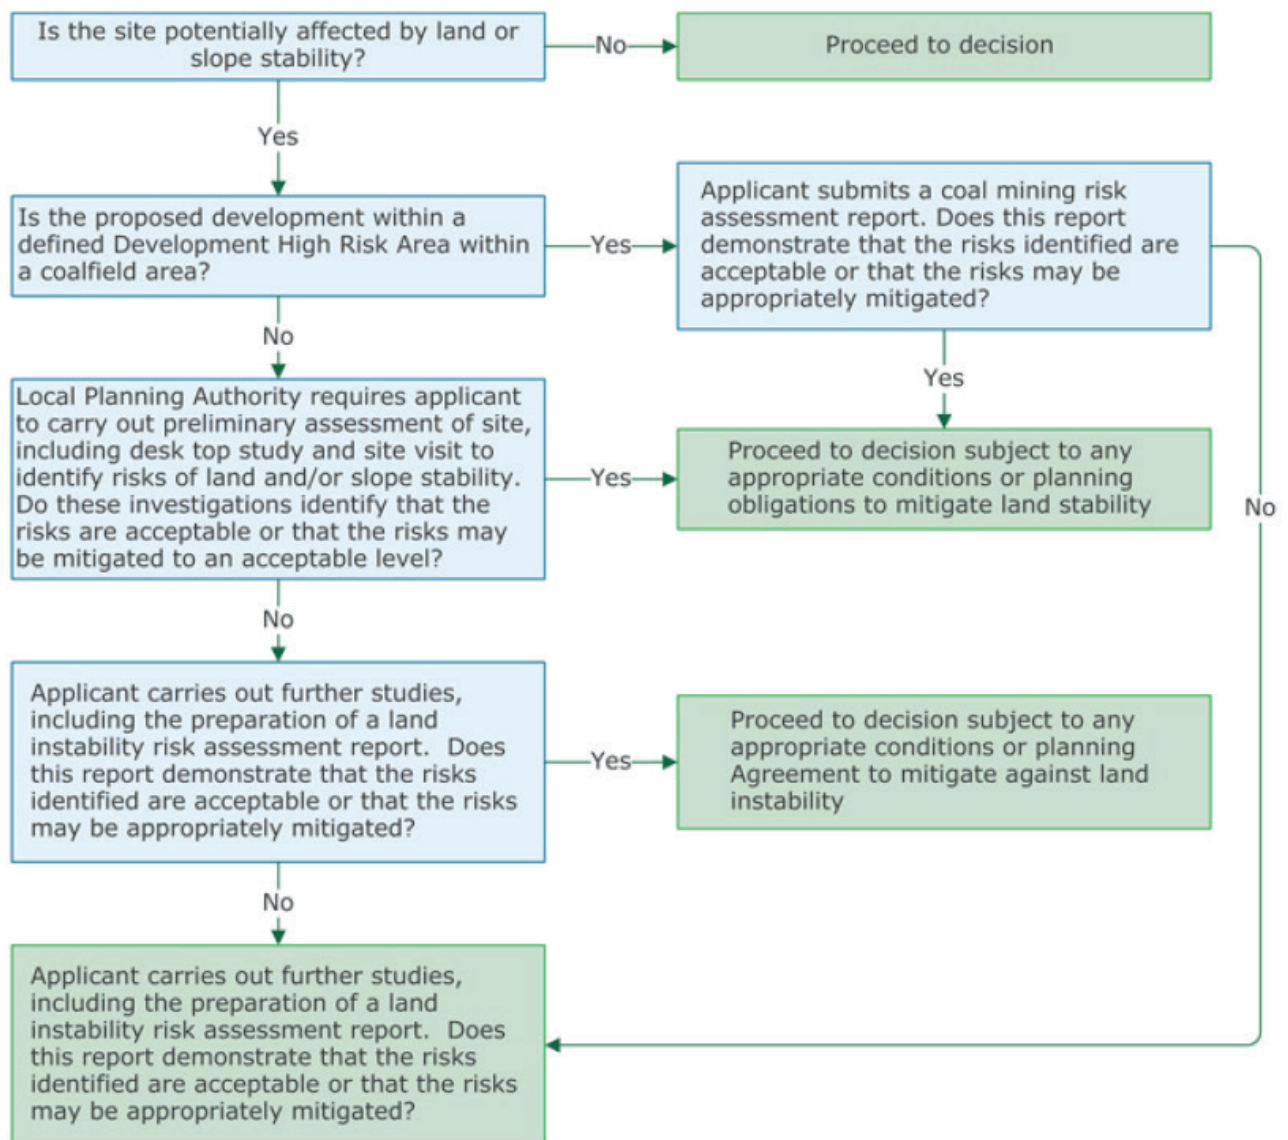 Is the site potentially affected by land or
slope stability?
No
Proceed to decision
Yes
Is the proposed development within a
defined Development High Risk Area within
a coalfield area?
Yes
Applicant submits a coal mining risk
assessment report. Does this report
demonstrate that the risks identified are
acceptable or that the risks may be
appropriately mitigated?
No
Yes
Local Planning Authority requires applicant
to carry out preliminary assessment of site,
including desk top study and site visit to
identify risks of land and/or slope stability.
Do these investigations identify that the
risks are acceptable or that the risks may
be mitigated to an acceptable level?
Yes
Proceed to decision subject to any
appropriate conditions or planning
obligations to mitigate land stability
No
No
Applicant carries out further studies,
including the preparation of a land
instability risk assessment report.  Does
this report demonstrate that the risks
identified are acceptable or that the risks
may be appropriately mitigated?
Yes
Proceed to decision subject to any
appropriate conditions or planning
Agreement to mitigate against land
instability
No
Applicant carries out further studies,
including the preparation of a land
instability risk assessment report.  Does
this report demonstrate that the risks
identified are acceptable or that the risks
may be appropriately mitigated?